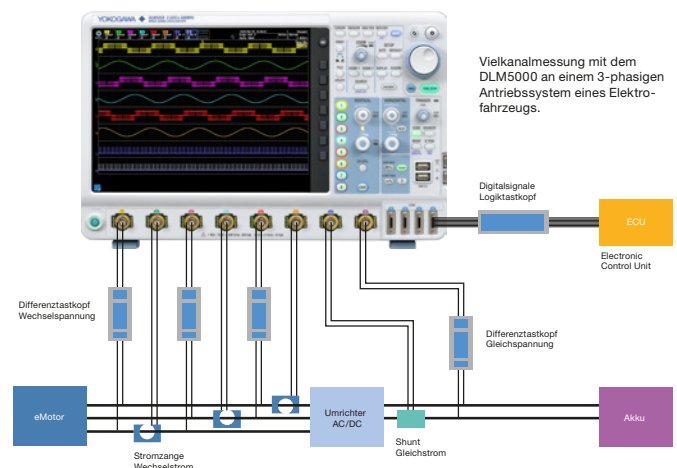 YOKOGAWA
Vielkanalmessung mit dem
DLM5000 an einem 3-phasigen
Antriebssystem eines Elektro-
fahrzeugs.
Digitalsignale
Logiktastkopf
ECU
Electronic
Control Unit
Differenztastkopf
Wechselspannung
Differenztastkopf
Gleichspannung
eMotor
Umrichter
AC/DC
Akku
Shunt
Gleichstrom
Stromzange
Wechselstrom